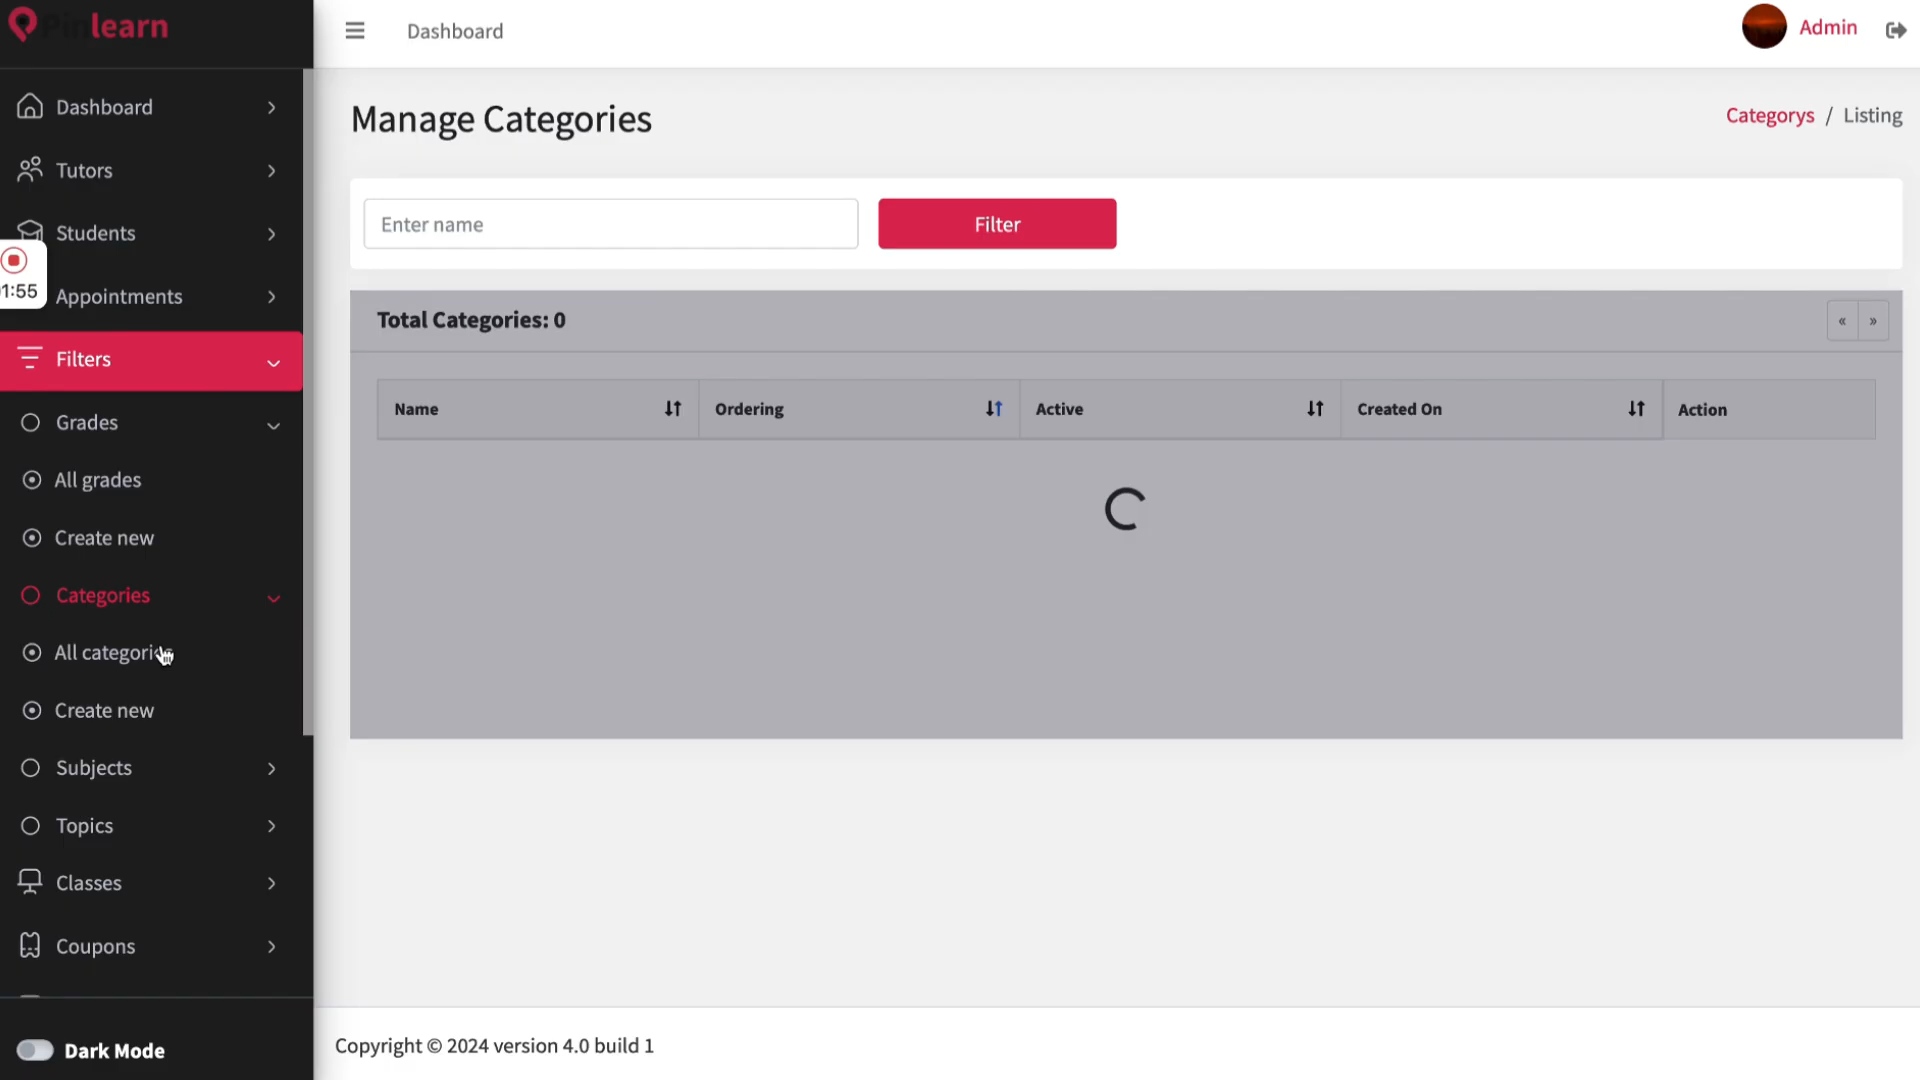 Pinlearn
Dashboard
Admin
Dashboard
Tutors
Students
1:55
Appointments
Filters
Grades
All grades
Create new
Categories
All categories
Create new
Subjects
Topics
Classes
Coupons
Dark Mode
Manage Categories
Categorys / Listing
Enter name
Filter
Total Categories: 0
« »
Name Ordering Active Created On Action
Copyright © 2024 version 4.0 build 1